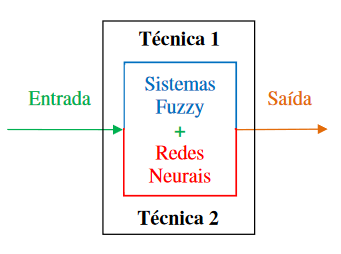 Técnica 1
Entrada
Sistemas
Fuzzy
+
Redes
Neurais
Saída
Técnica 2